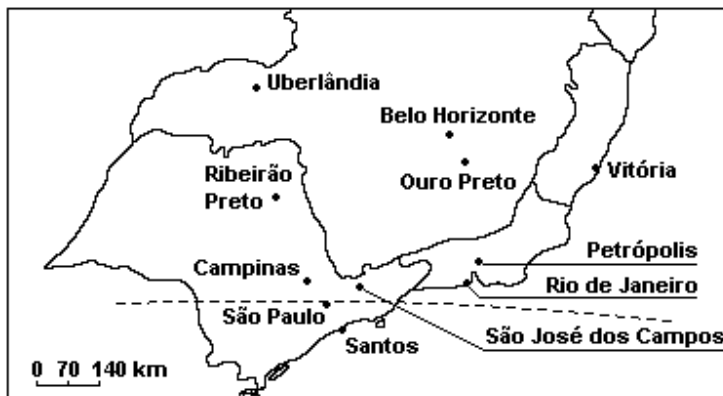 Uberlândia
Belo Horizonte
Ouro Preto
Vitória
Ribeirão
Preto
Petrópolis
Campinas
Rio de Janeiro
São Paulo
São José dos Campos
Santos
0 70 140 km